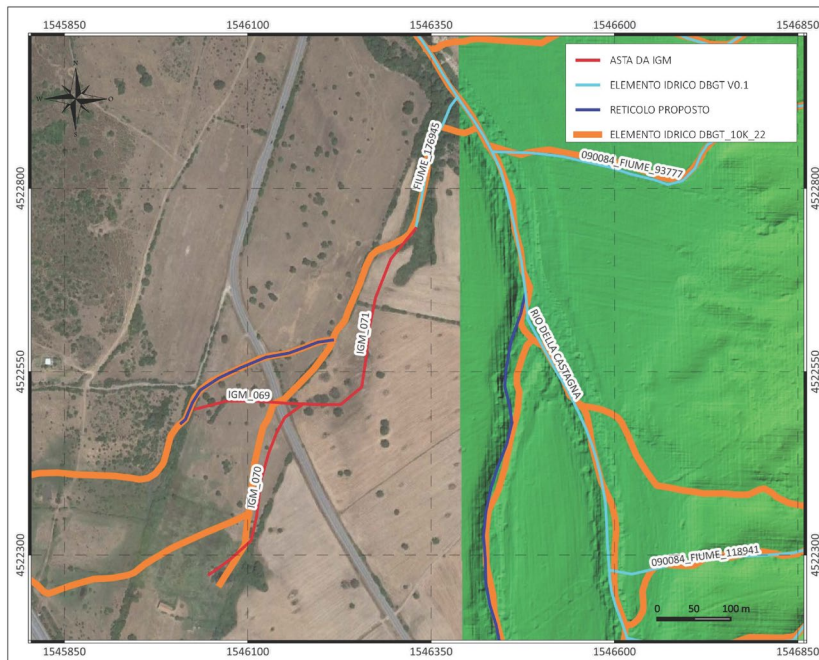 1545850 1546100 1546350 1546600 1546850
N
W O
S
ASTA DA IGM
ELEMENTO IDRICO DBGT V0.1
RETICOLO PROPOSTO
ELEMENTO IDRICO DBGT_10K_22
FIUME_176945
090084_FIUME_93777
4522800 4522800
IGM_071
RIO DELLA CASTAGNA
4522550 4522550
IGM_069
IGM_070
4522300 4522300
090084_FIUME_118941
0 50 100 m
1545850 1546100 1546350 1546600 1546850